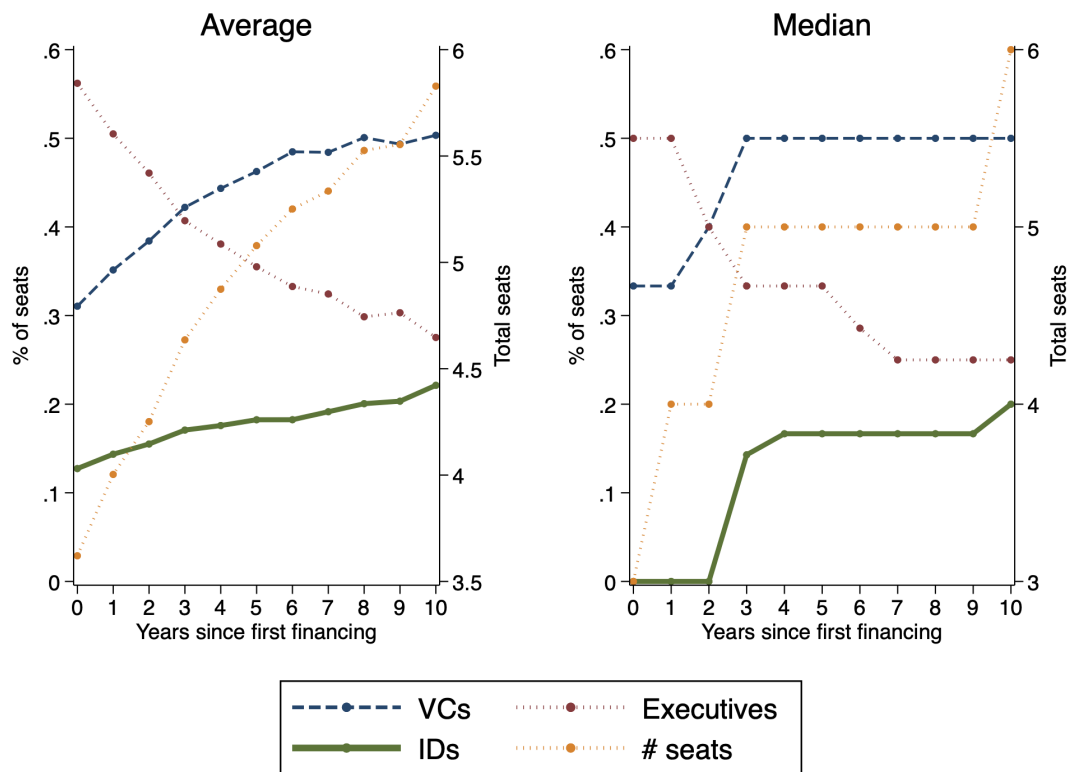 Average
Median
.6
.5
.4
.3
.2
.1
0
% of seats
6
5.5
5
4.5
4
3.5
Total seats
0 1 2 3 4 5 6 7 8 9 10
Years since first financing
.6
.5
.4
.3
.2
.1
0
% of seats
6
5
4
3
Total seats
0 1 2 3 4 5 6 7 8 9 10
Years since first financing
VCs
Executives
IDs
# seats